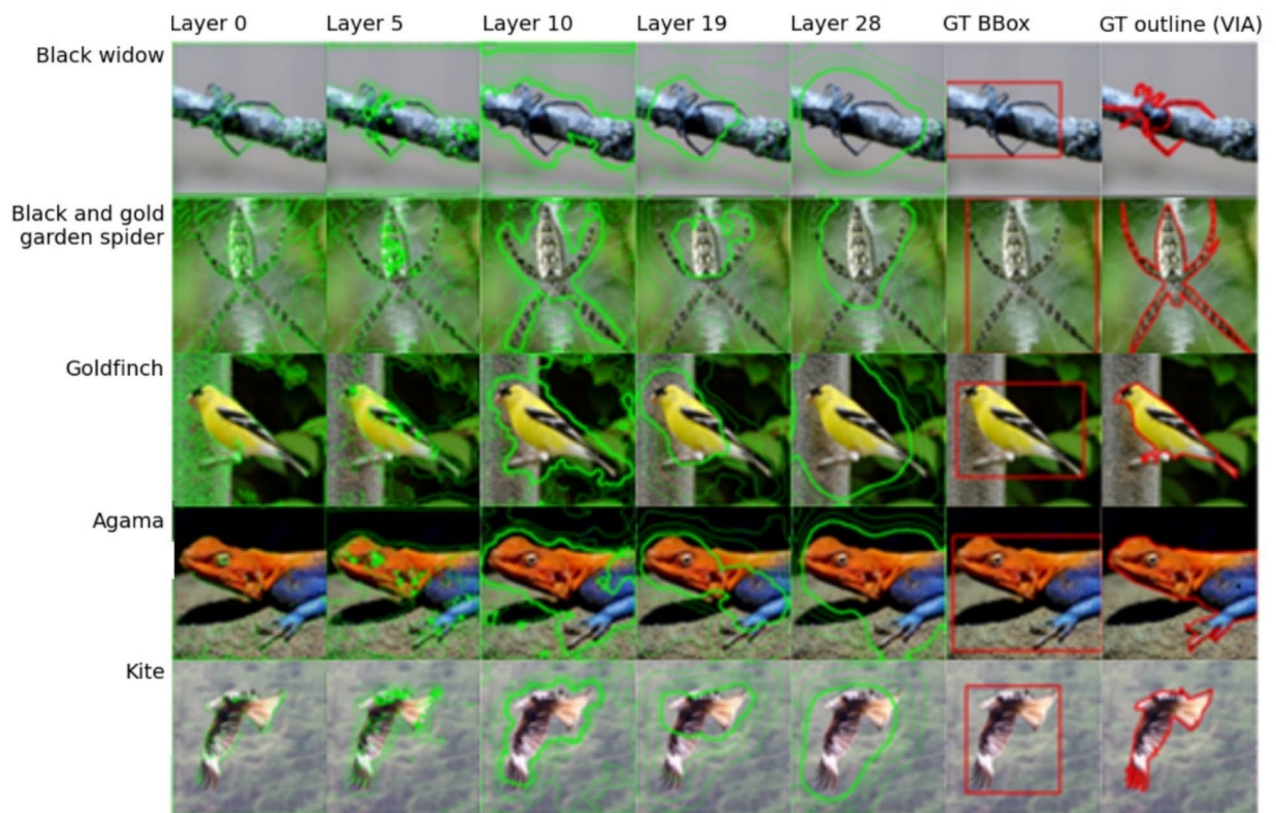 Layer 0 Layer 5 Layer 10 Layer 19 Layer 28 GT BBox GT outline (VIA)
Black widow
Black and gold
garden spider
Goldfinch
Agama
Kite